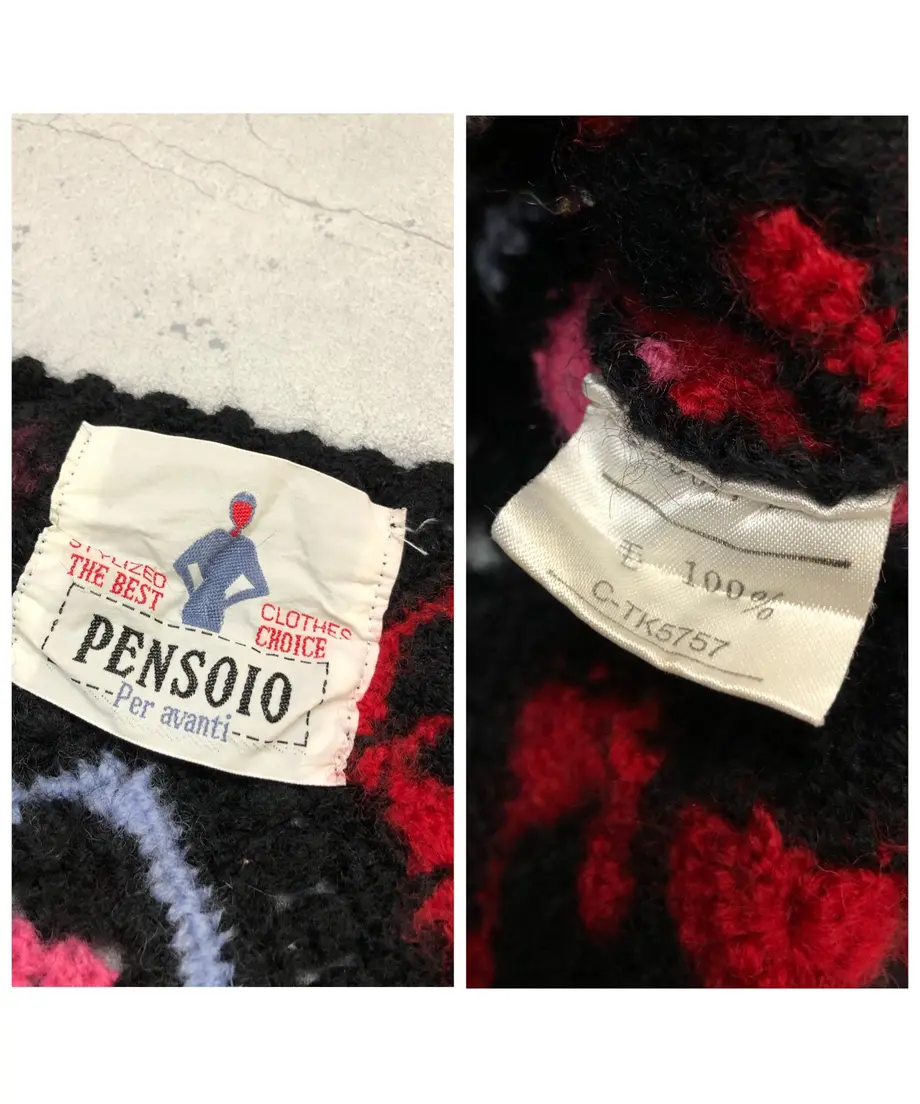 STYLIZED
THE BEST
CLOTHES
CHOICE
PENSOIO
Per avanti
毛 100%
C-TK5757